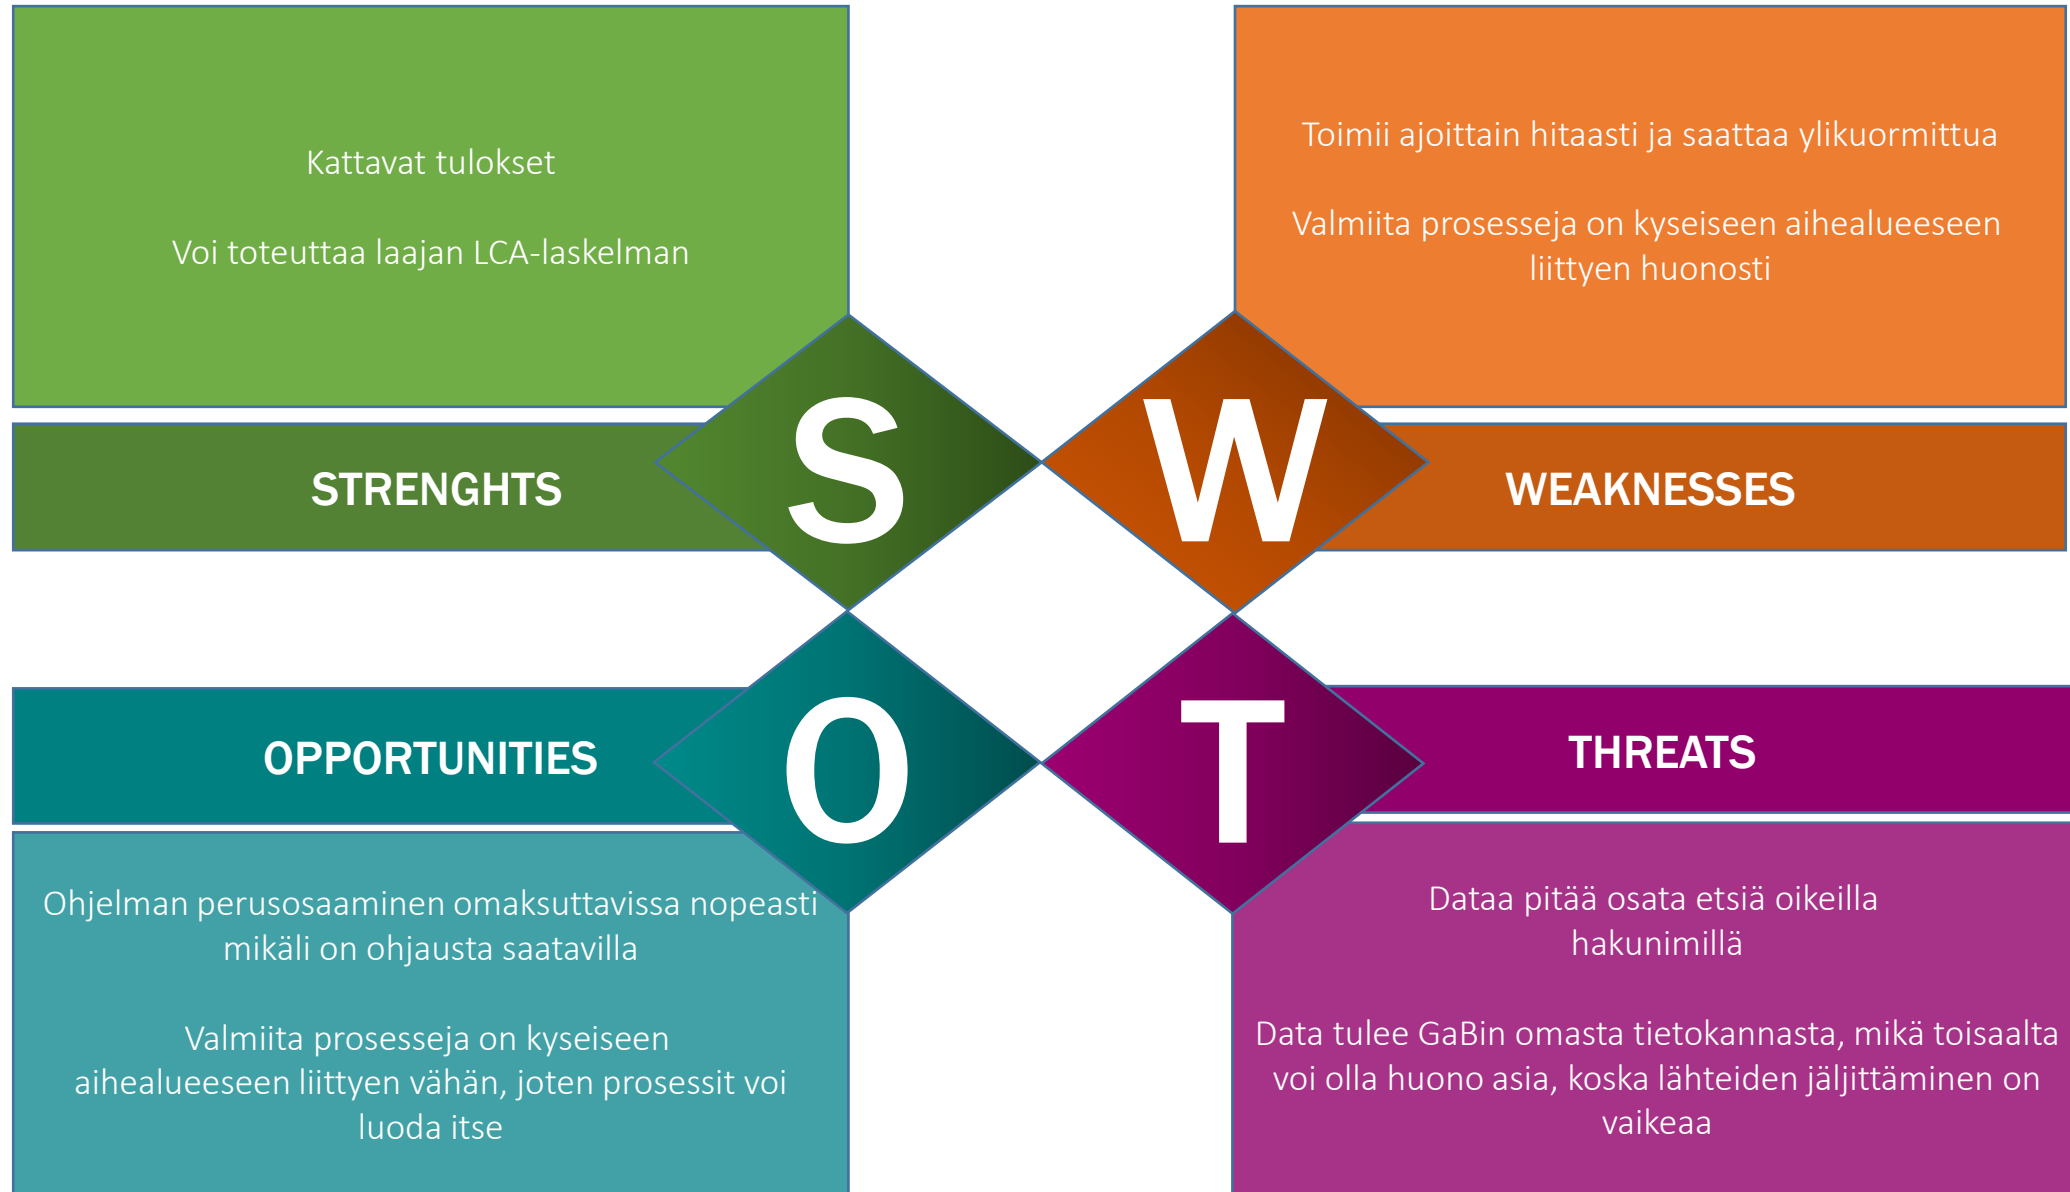 Kattavat tulokset
Voi toteuttaa laajan LCA-laskelman
STRENGHTS
S
Toimii ajoittain hitaasti ja saattaa ylikuormittua
Valmiita prosesseja on kyseiseen aihealueeseen
liittyen huonosti
W
WEAKNESSES
OPPORTUNITIES
O
Ohjelman perusosaaminen omaksuttavissa nopeasti
mikäli on ohjausta saatavilla
Valmiita prosesseja on kyseiseen
aihealueeseen liittyen vähän, joten prosessit voi
luoda itse
T
THREATS
Dataa pitää osata etsiä oikeilla
hakunimillä
Data tulee GaBin omasta tietokannasta, mikä toisaalta
voi olla huono asia, koska lähteiden jäljittäminen on
vaikeaa